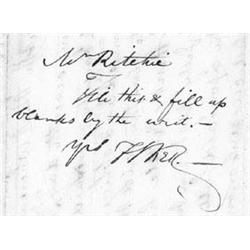 Mr Ritchie
File this & fill up
blanks by the writ. —
Yrs